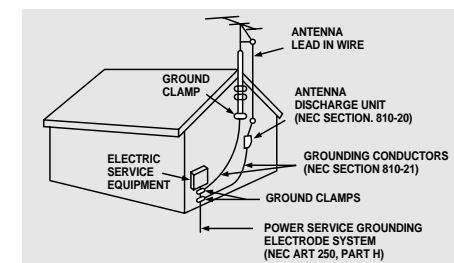 ANTENNA
LEAD IN WIRE
GROUND
CLAMP
ANTENNA
DISCHARGE UNIT
(NEC SECTION. 810-20)
ELECTRIC
SERVICE
EQUIPMENT
GROUNDING CONDUCTORS
(NEC SECTION 810-21)
GROUND CLAMPS
POWER SERVICE GROUNDING
ELECTRODE SYSTEM
(NEC ART 250, PART H)